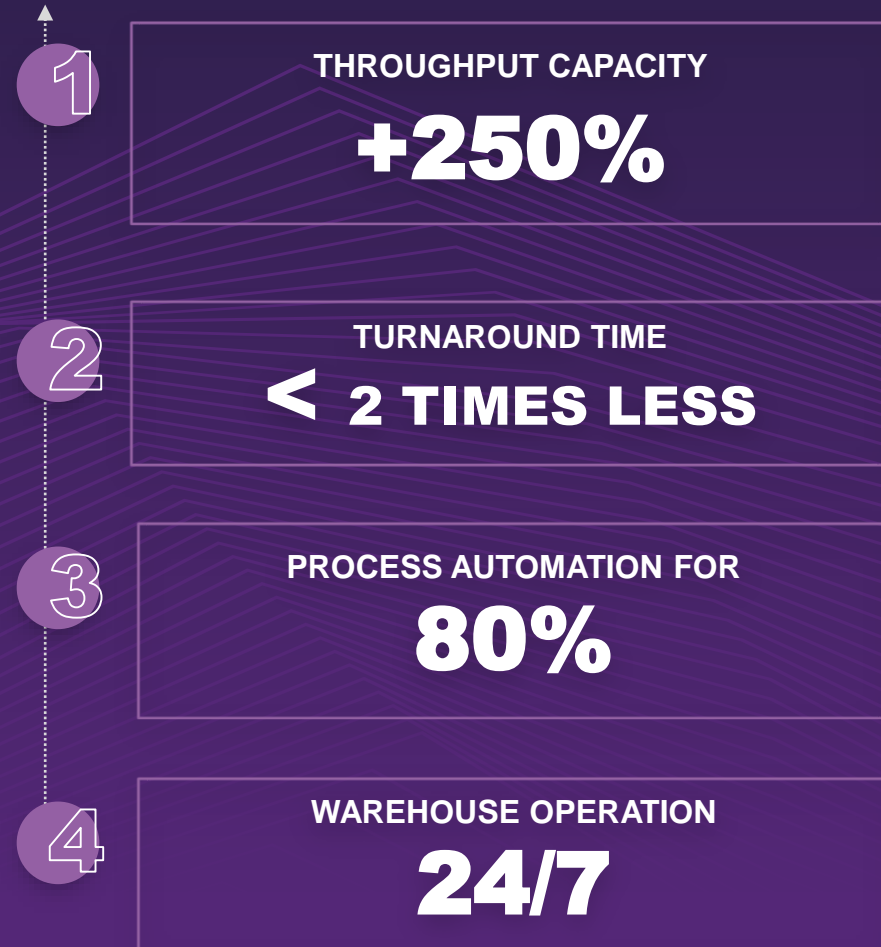 1
THROUGHPUT CAPACITY
+250%
2
TURNAROUND TIME
< 2 TIMES LESS
3
PROCESS AUTOMATION FOR
80%
4
WAREHOUSE OPERATION
24/7